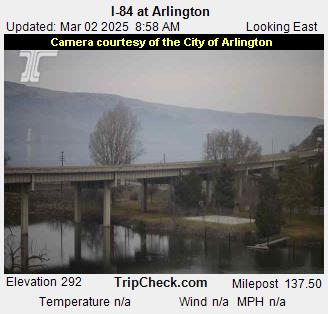 I-84 at Arlington
Updated: Mar 02 2025 8:58 AM Looking East
Camera courtesy of the City of Arlington
Elevation 292 TripCheck.com Milepost 137.50
Temperature n/a Wind n/a MPH n/a